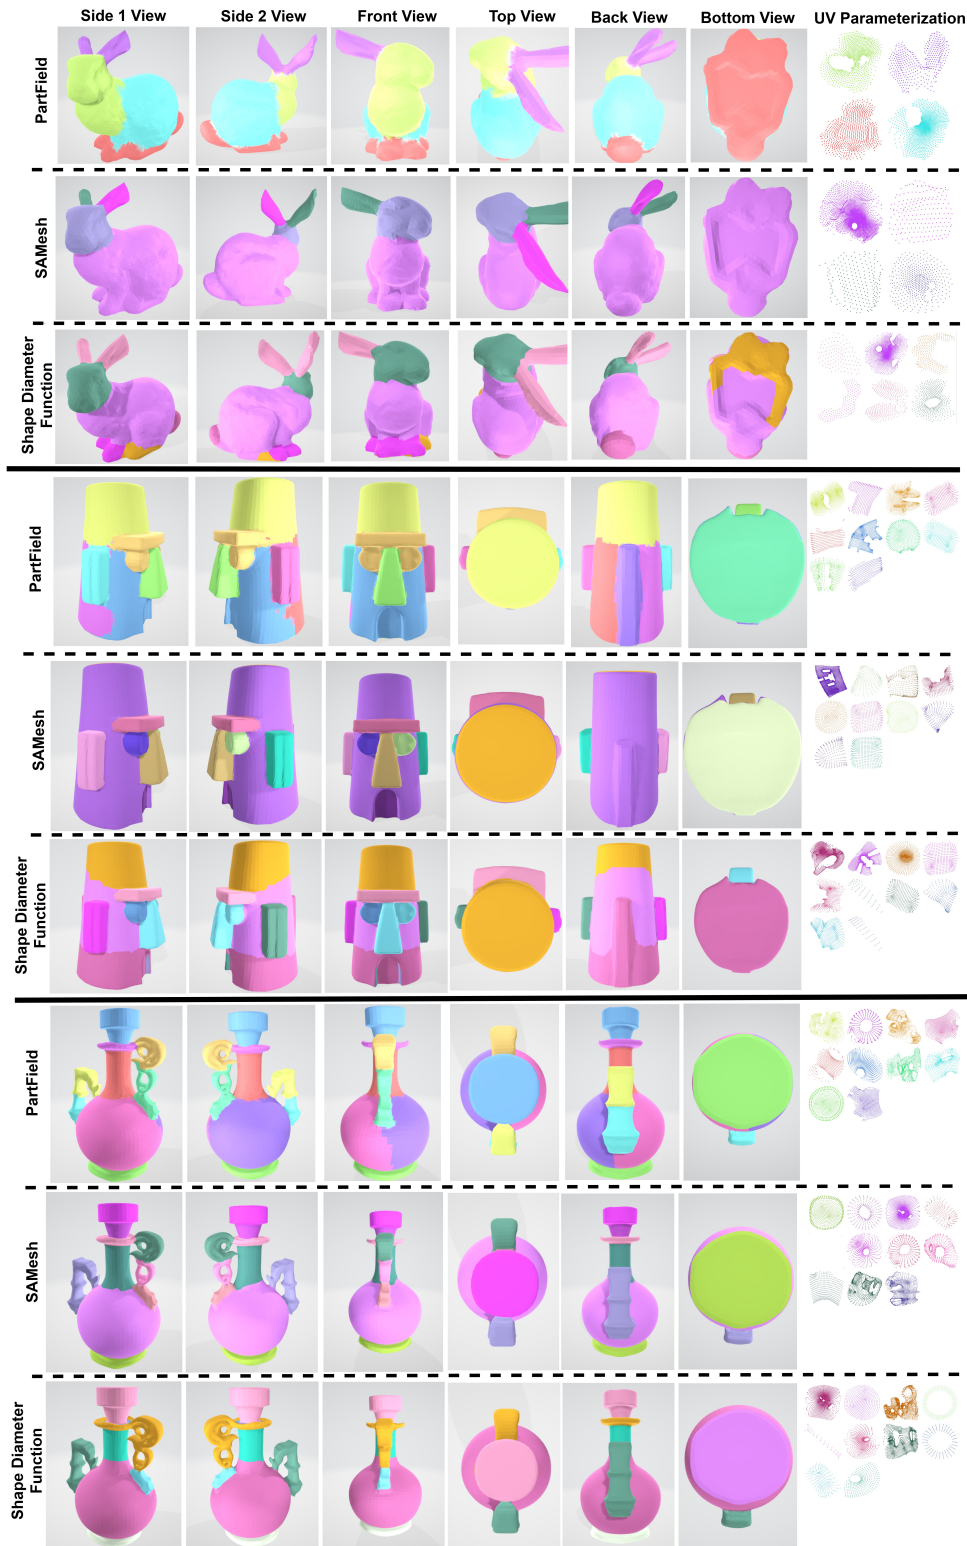 Side 1 View Side 2 View Front View Top View Back View Bottom View UV Parameterization
PartField
SAMesh
Shape Diameter
Function
PartField
SAMesh
Shape Diameter
Function
PartField
SAMesh
Shape Diameter
Function